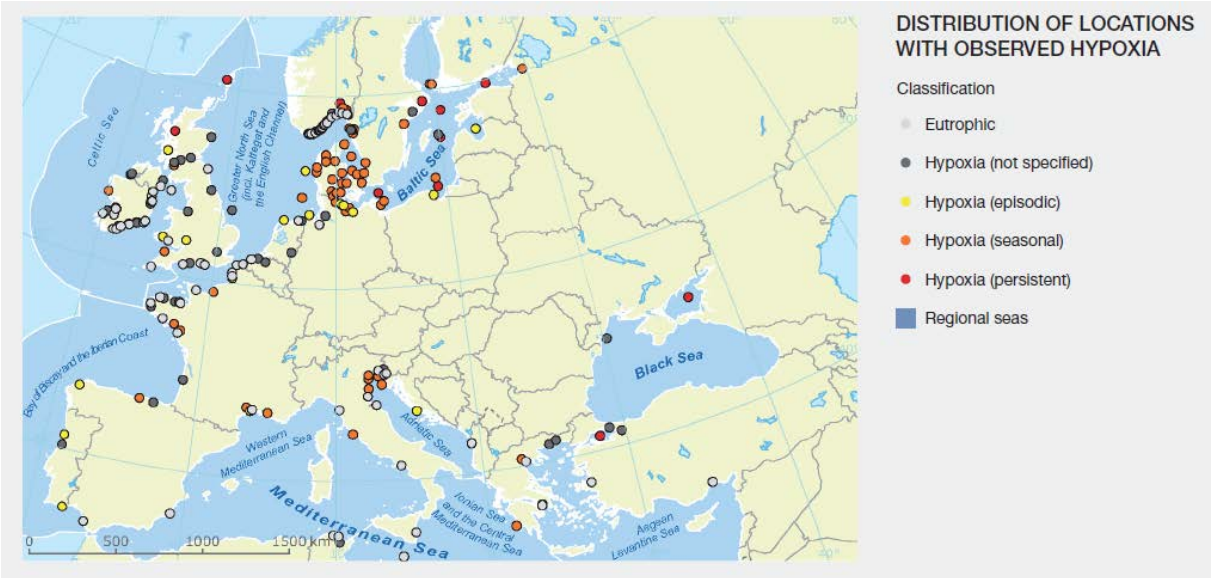 DISTRIBUTION OF LOCATIONS
WITH OBSERVED HYPOXIA
Classification
Eutrophic
Hypoxia (not specified)
Hypoxia (episodic)
Hypoxia (seasonal)
Hypoxia (persistent)
Regional seas
Celtic Sea
Greater North Sea
(incl. Kattegat and
the English Channel)
Baltic Sea
Bay of Biscay and the Iberian Coast
Black Sea
Western
Mediterranean Sea
Adriatic Sea
Mediterranean Sea
Ionian Sea
and the Central
Mediterranean Sea
Aegean
Lavantine Sea
0 500 1000 1500 km